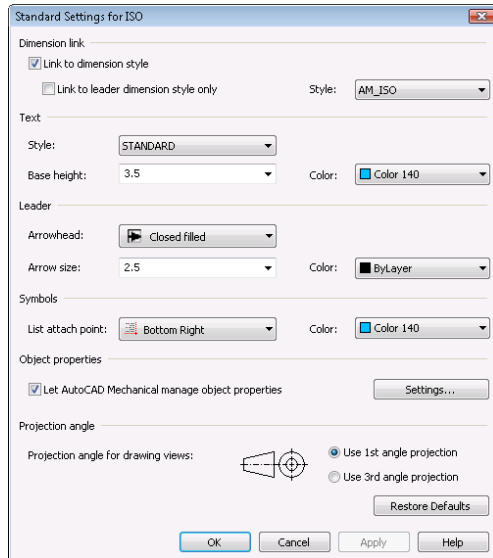 Standard Settings for ISO
Dimension link
Link to dimension style
Link to leader dimension style only Style: AM_ISO
Text
Style: STANDARD
Base height: 3.5 Color: Color 140
Leader
Arrowhead: Closed filled
Arrow size: 2.5 Color: ByLayer
Symbols
List attach point: Bottom Right Color: Color 140
Object properties
Let AutoCAD Mechanical manage object properties Settings...
Projection angle
Projection angle for drawing views: Use 1st angle projection
Use 3rd angle projection
Restore Defaults
OK Cancel Apply Help